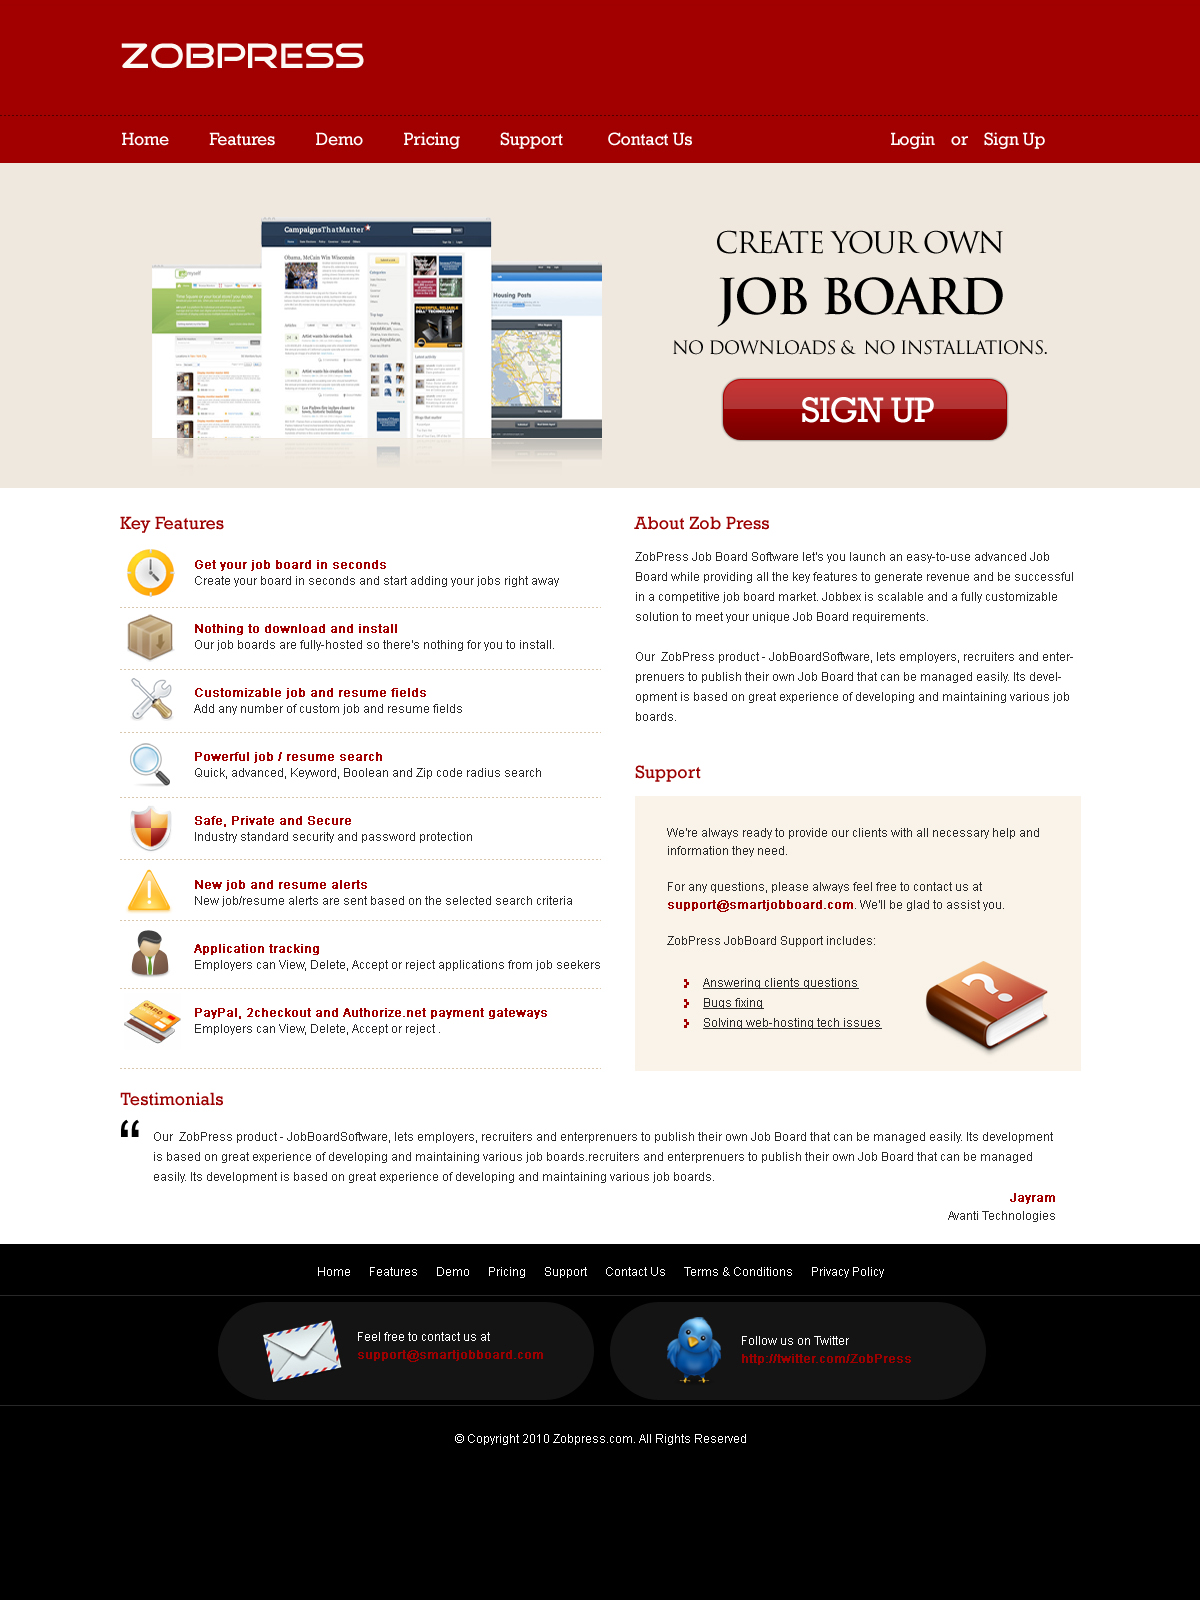 ZOBPRESS
Home Features Demo Pricing Support Contact Us Login or Sign Up
CampaignsThatMatter
Obama, McCain Win Wisconsin
Housing Posts
CREATE YOUR OWN
JOB BOARD
NO DOWNLOADS & NO INSTALLATIONS.
SIGN UP
Key Features
Get your job board in seconds
Create your board in seconds and start adding your jobs right away
Nothing to download and install
Our job boards are fully-hosted so there's nothing for you to install.
Customizable job and resume fields
Add any number of custom job and resume fields
Powerful job / resume search
Quick, advanced, Keyword, Boolean and Zip code radius search
Safe, Private and Secure
Industry standard security and password protection
New job and resume alerts
New job/resume alerts are sent based on the selected search criteria
Application tracking
Employers can View, Delete, Accept or reject applications from job seekers
PayPal, 2checkout and Authorize.net payment gateways
Employers can View, Delete, Accept or reject .
About Zob Press
ZobPress Job Board Software let's you launch an easy-to-use advanced Job
Board while providing all the key features to generate revenue and be successful
in a competitive job board market. Jobbex is scalable and a fully customizable
solution to meet your unique Job Board requirements.
Our ZobPress product - JobBoardSoftware, lets employers, recruiters and enter-
prenuers to publish their own Job Board that can be managed easily. Its devel-
opment is based on great experience of developing and maintaining various job
boards.
Support
We're always ready to provide our clients with all necessary help and
information they need.
For any questions, please always feel free to contact us at
support@smartjobboard.com. We'll be glad to assist you.
ZobPress JobBoard Support includes:
Answering clients questions
Bugs fixing
Solving web-hosting tech issues
Testimonials
“ Our ZobPress product - JobBoardSoftware, lets employers, recruiters and enterprenuers to publish their own Job Board that can be managed easily. Its development
is based on great experience of developing and maintaining various job boards.recruiters and enterprenuers to publish their own Job Board that can be managed
easily. Its development is based on great experience of developing and maintaining various job boards.
Jayram
Avanti Technologies
Home Features Demo Pricing Support Contact Us Terms & Conditions Privacy Policy
Feel free to contact us at
support@smartjobboard.com
Follow us on Twitter
http://twitter.com/ZobPress
© Copyright 2010 Zobpress.com. All Rights Reserved